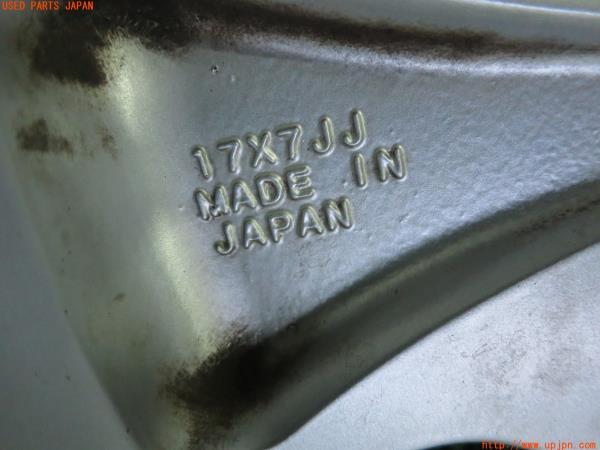 USED PARTS JAPAN
17X7JJ
MADE IN
JAPAN
http://www.upjpn.com/